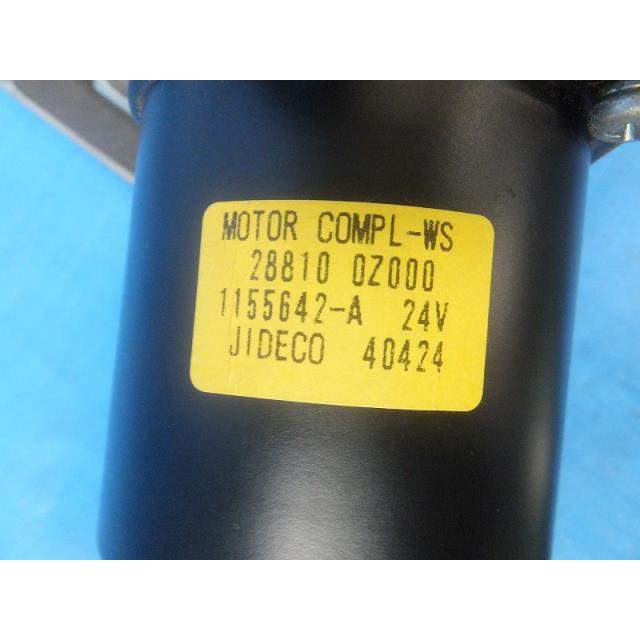 MOTOR COMPL-WS
28810 0Z000
1155642-A 24V
JIDECO 40424